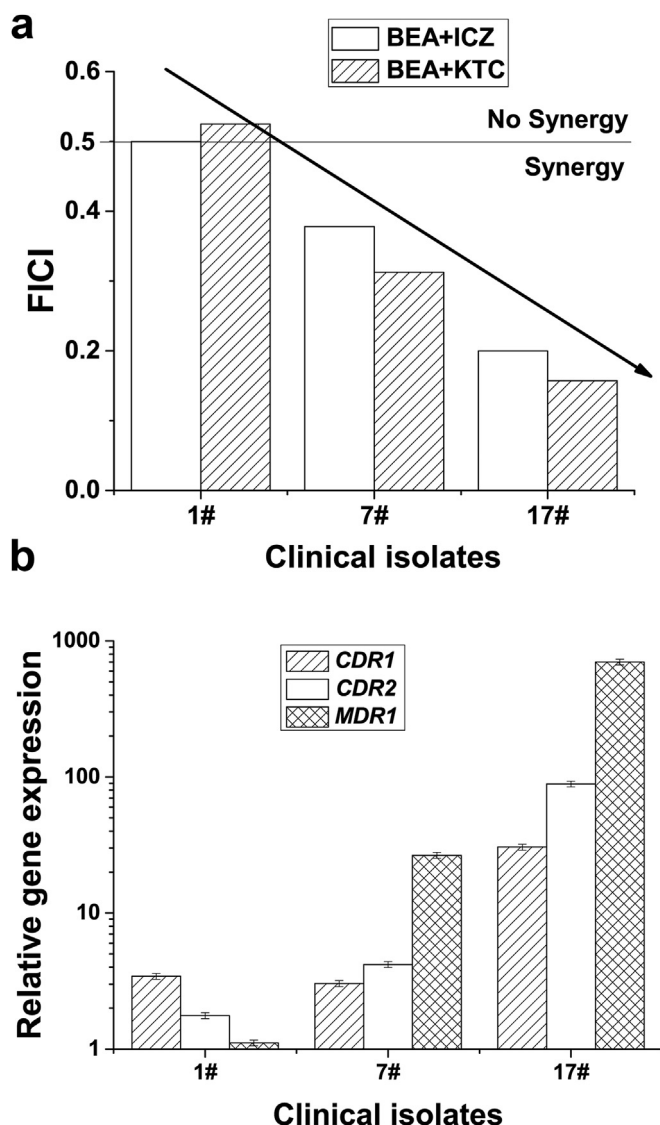 a
BEA+ICZ
BEA+KTC
0.6
No Synergy
0.5
Synergy
0.4
FICI
0.2
0.0
1# 7# 17#
Clinical isolates
b
1000
CDR1
CDR2
MDR1
Relative gene expression
100
10
1
1# 7# 17#
Clinical isolates